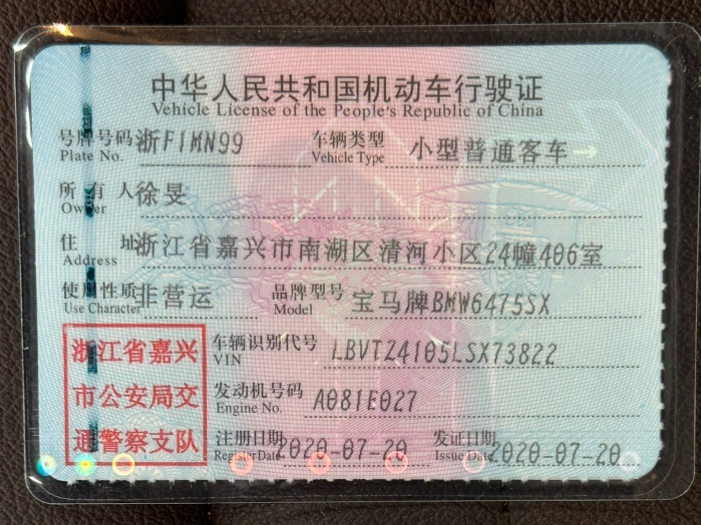 中华人民共和国机动车行驶证
Vehicle License of the People's Republic of China
号牌号码 浙F1MN99 车辆类型 小型普通客车
Plate No. Vehicle Type
所有人 徐旻
Owner
住址 浙江省嘉兴市南湖区清河小区24幢406室
Address
使用性质 非营运 品牌型号 宝马牌BMW6475SX
Use Character Model
浙江省嘉兴
市公安局交
通警察支队
车辆识别代号 LBVTZ4105LSX73822
VIN
发动机号码 A081E027
Engine No.
注册日期 2020-07-20 发证日期 2020-07-20
Register Date Issue Date